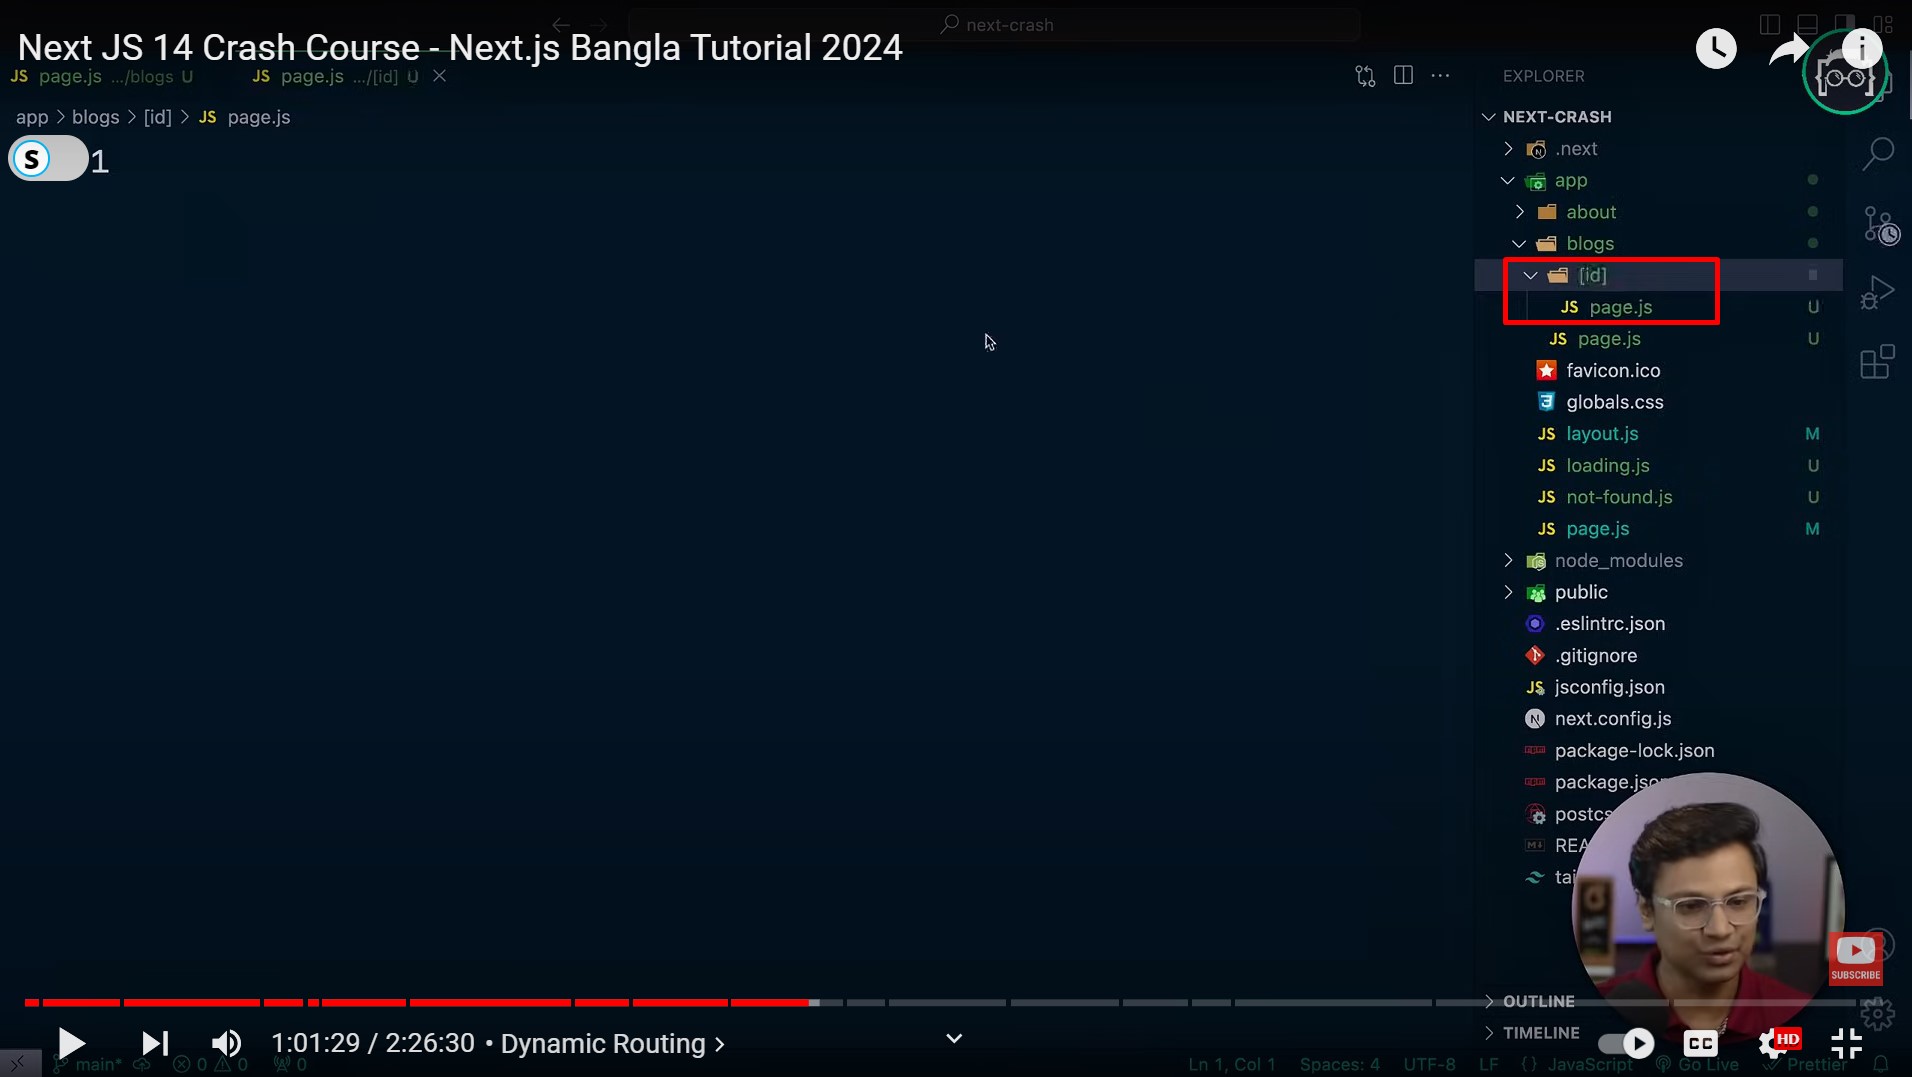 next-crash
Next JS 14 Crash Course - Next.js Bangla Tutorial 2024
JS page.js .../blogs U
JS page.js .../[id] U
app > blogs > [id] > JS page.js
S
1
EXPLORER
NEXT-CRASH
.next
app
about
blogs
[id]
JS page.js U
JS page.js U
favicon.ico
globals.css
JS layout.js M
JS loading.js U
JS not-found.js U
JS page.js M
node_modules
public
.eslintrc.json
.gitignore
JS jsconfig.json
N next.config.js
package-lock.json
package.json
postcs
REA
tai
SUBSCRIBE
OUTLINE
TIMELINE
1:01:29 / 2:26:30 • Dynamic Routing >
CC
HD
main* 0 0 0
Ln 1, Col 1 Spaces: 4 UTF-8 LF {} JavaScript Go Live Prettier